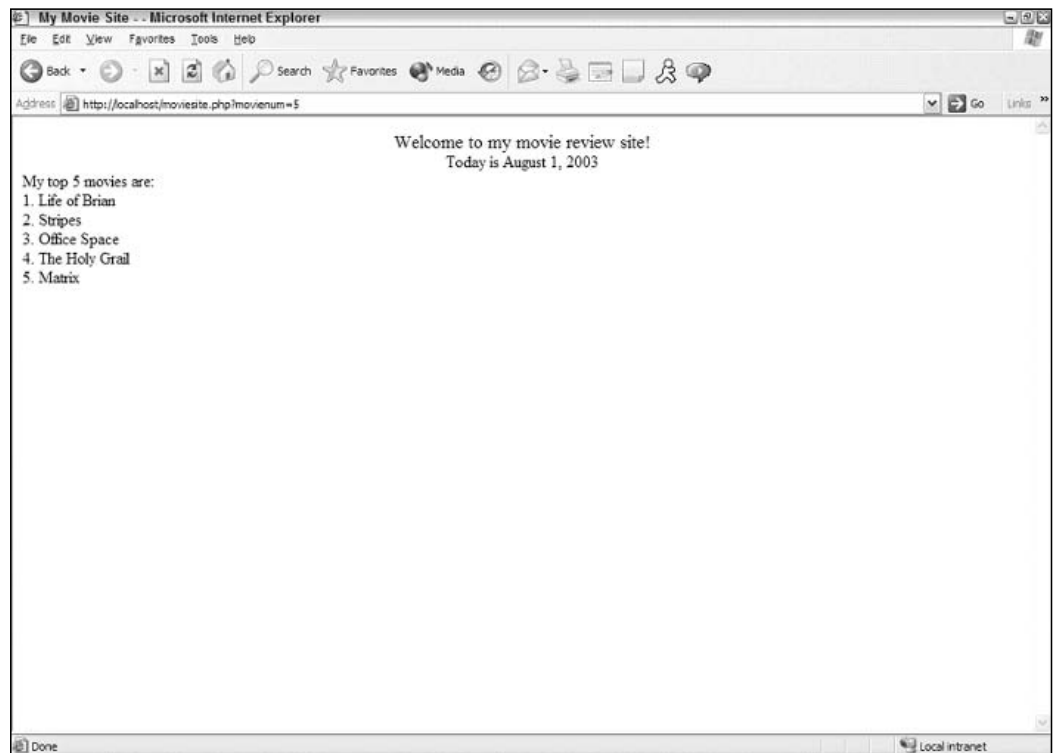 My Movie Site - - Microsoft Internet Explorer
File Edit View Favorites Tools Help
Back Search Favorites Media
Address http://localhost/moviesite.php?movienum=5 Go Links »
Welcome to my movie review site!
Today is August 1, 2003
My top 5 movies are:
1. Life of Brian
2. Stripes
3. Office Space
4. The Holy Grail
5. Matrix
Done Local intranet